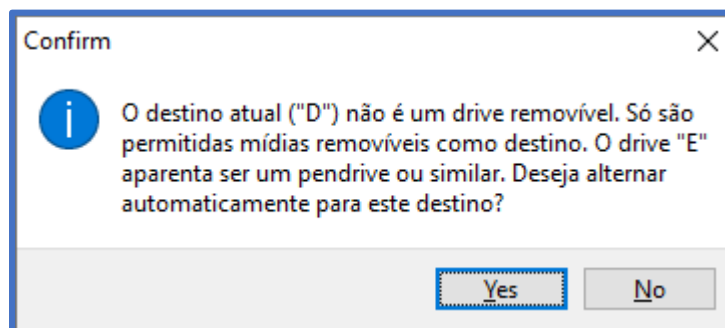 Confirm
O destino atual ("D") não é um drive removível. Só são
permitidas mídias removíveis como destino. O drive "E"
aparenta ser um pendrive ou similar. Deseja alternar
automaticamente para este destino?
Yes
No